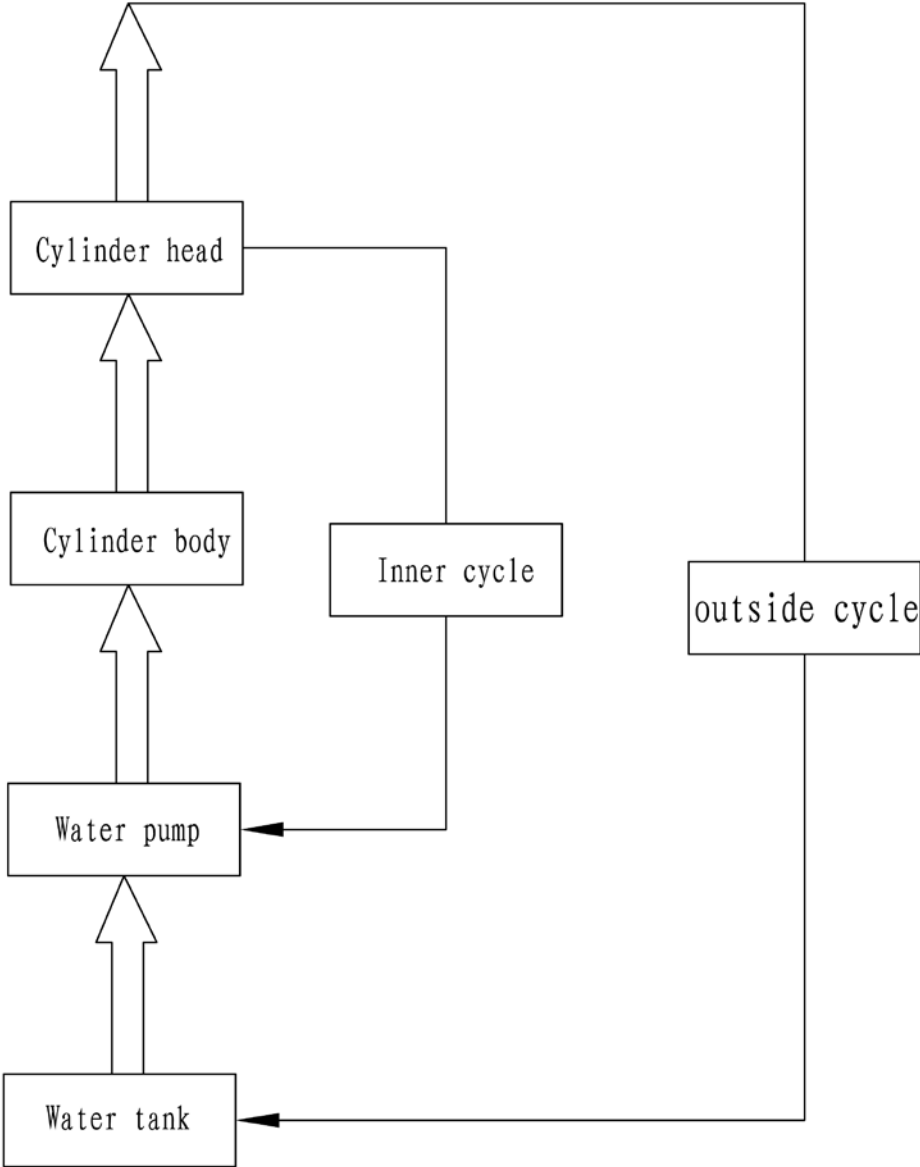 Cylinder head
Cylinder body
Inner cycle
outside cycle
Water pump
Water tank